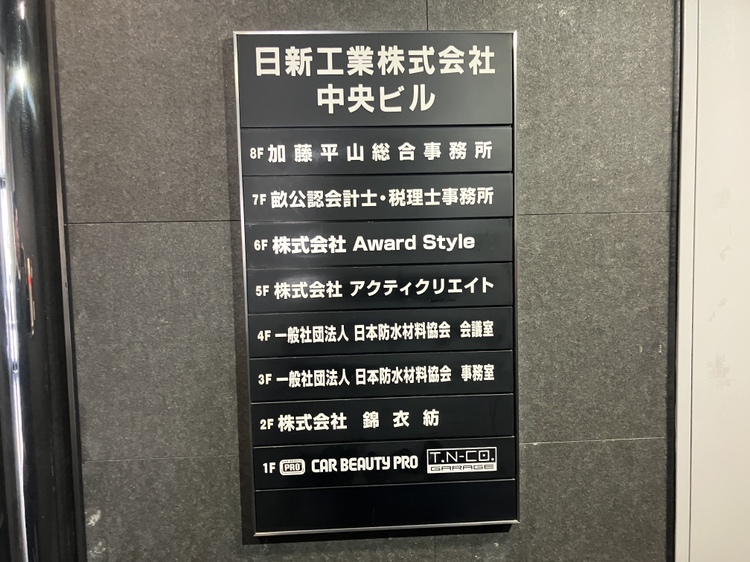 日新工業株式会社
中央ビル
8F 加藤平山総合事務所
7F 畝公認会計士・税理士事務所
6F 株式会社 Award Style
5F 株式会社 アクティクリエイト
4F 一般社団法人 日本防水材料協会 会議室
3F 一般社団法人 日本防水材料協会 事務室
2F 株式会社 錦衣紡
1F PRO CAR BEAUTY PRO T.N-CO. GARAGE